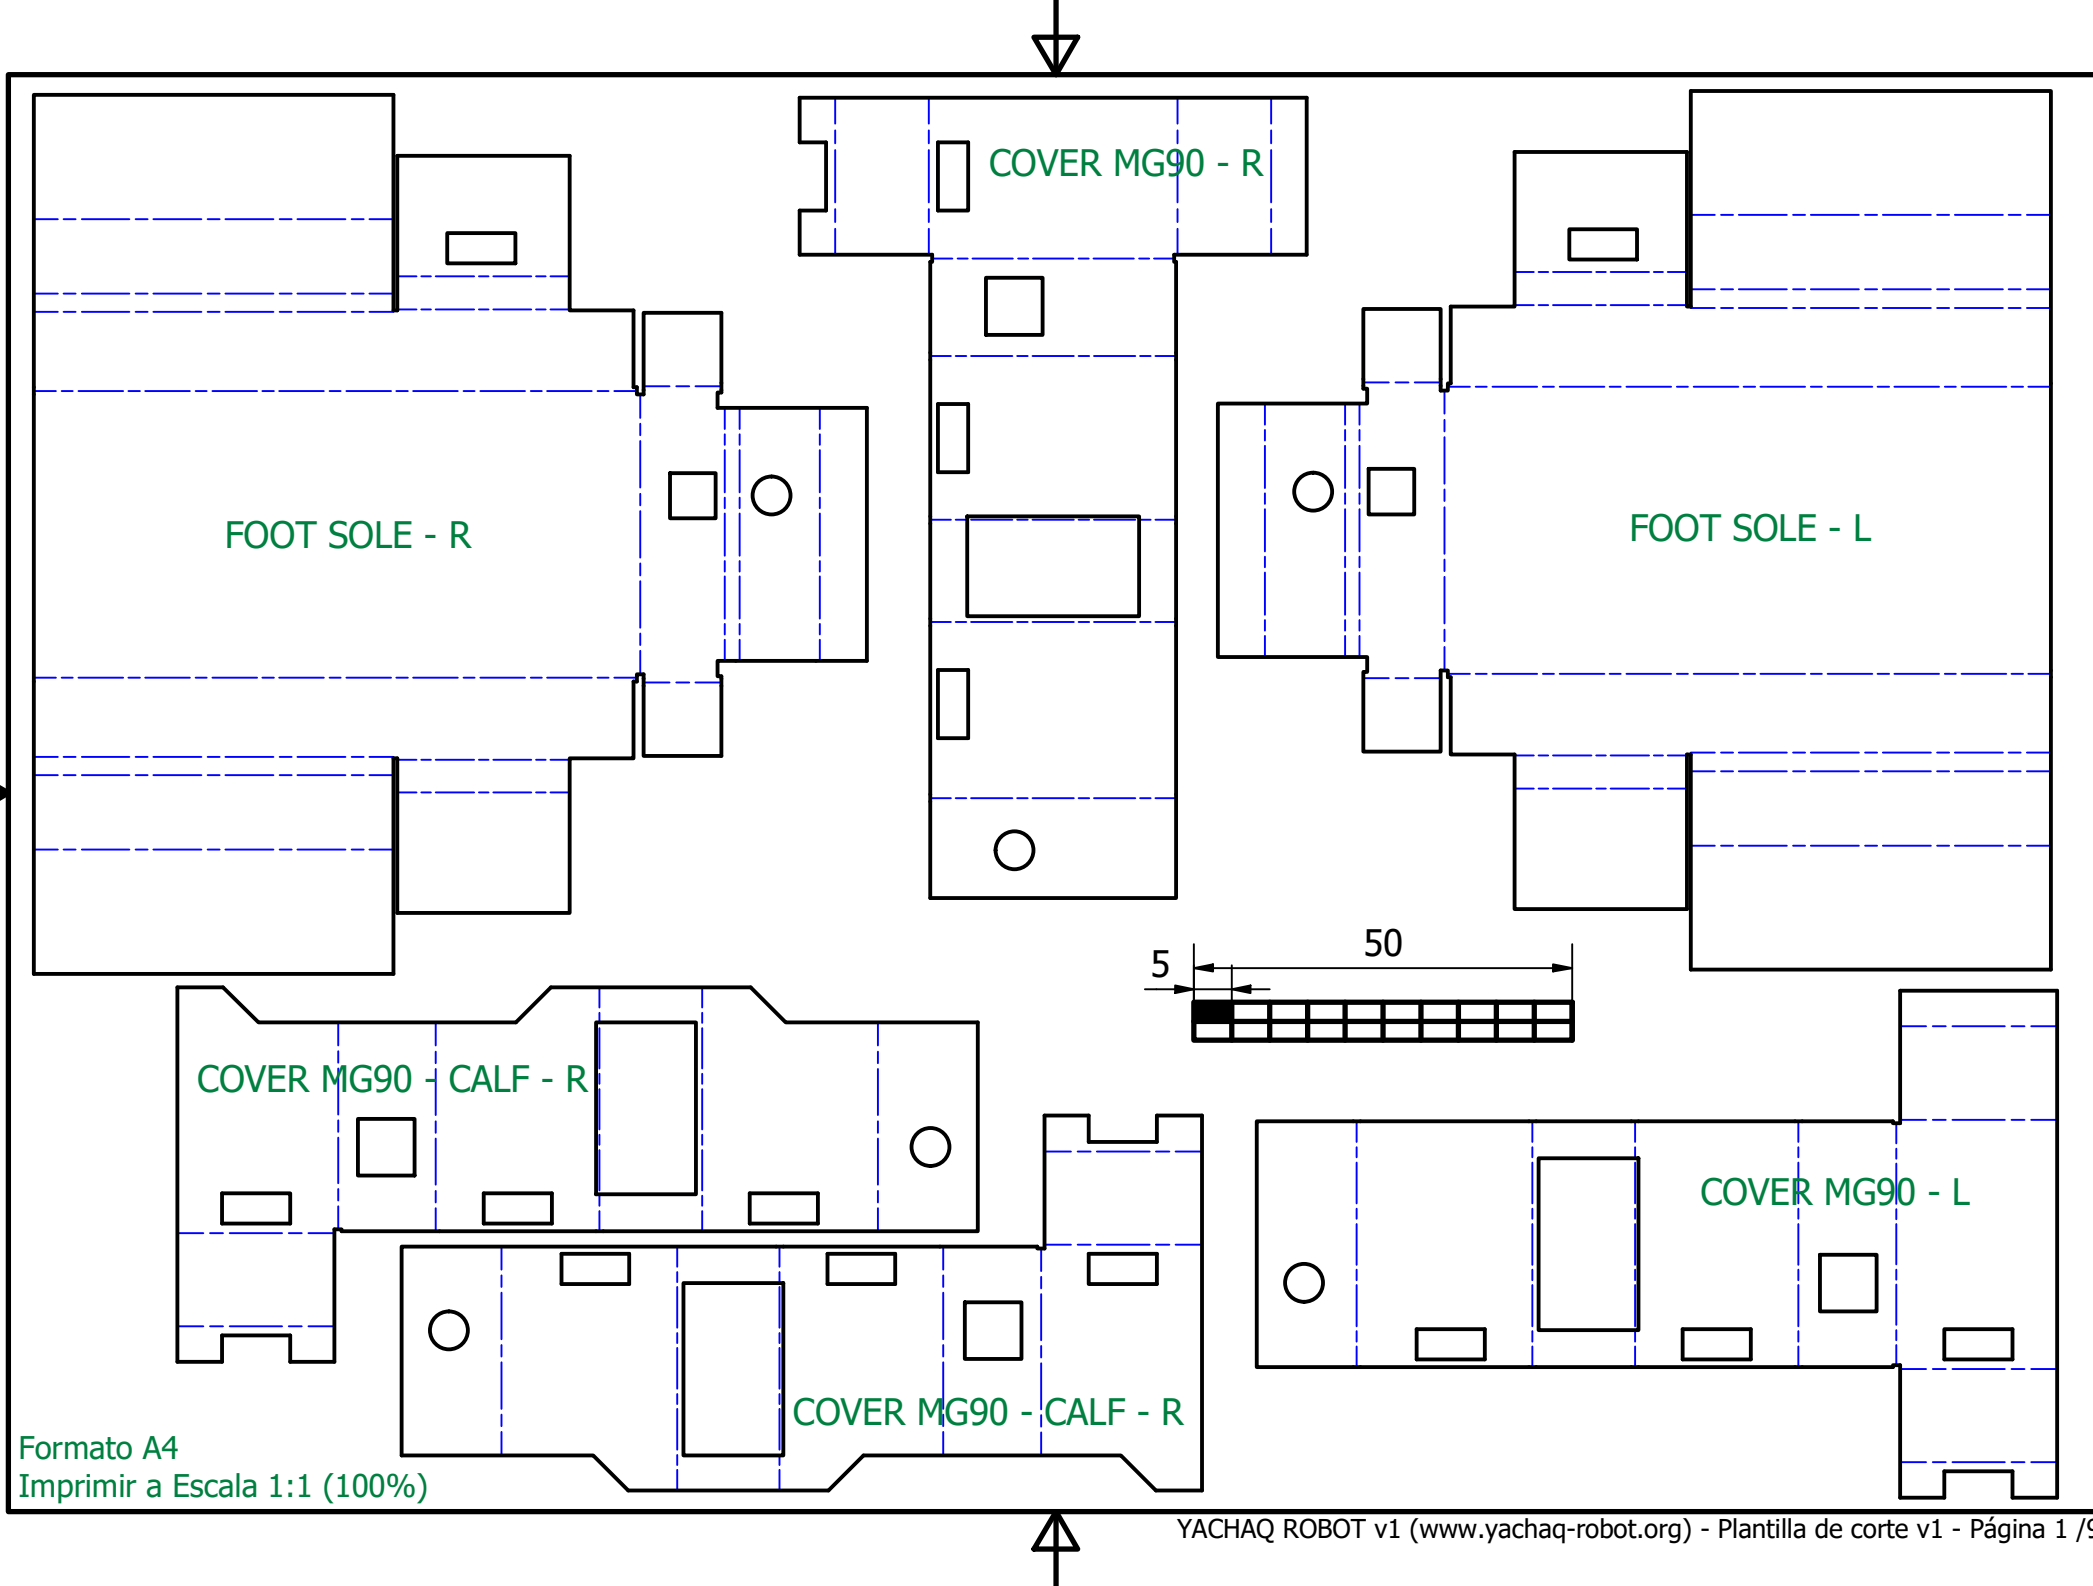 COVER MG90 - R
FOOT SOLE - R
FOOT SOLE - L
50
5
COVER MG90 - CALF - R
COVER MG90 - L
COVER MG90 - CALF - R
Formato A4
Imprimir a Escala 1:1 (100%)
YACHAQ ROBOT v1 (www.yachaq-robot.org) - Plantilla de corte v1 - Página 1 /9